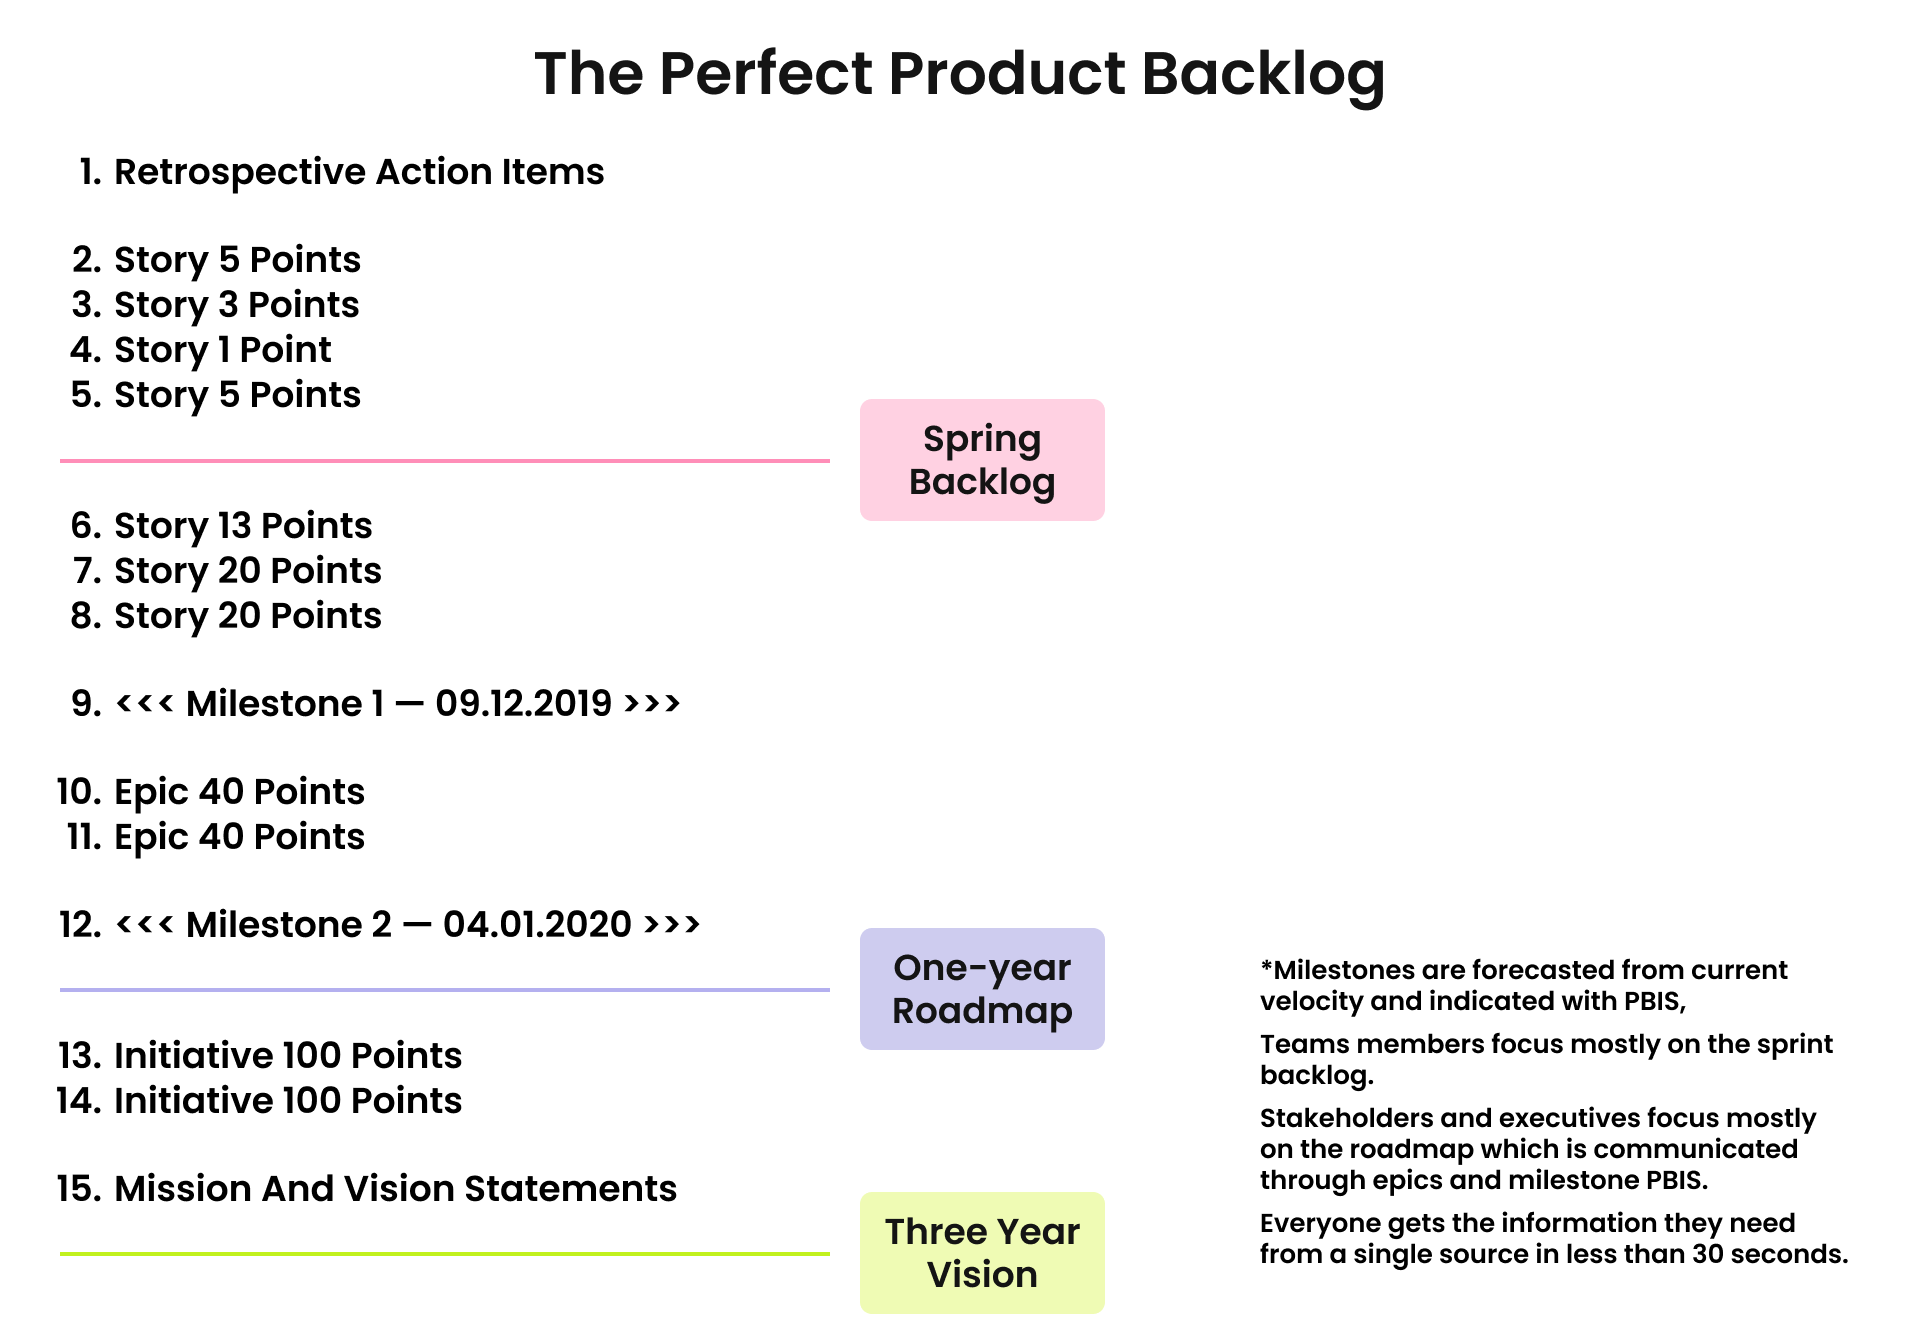 The Perfect Product Backlog
1. Retrospective Action Items
2. Story 5 Points
3. Story 3 Points
4. Story 1 Point
5. Story 5 Points
Spring
Backlog
6. Story 13 Points
7. Story 20 Points
8. Story 20 Points
9. <<< Milestone 1 — 09.12.2019 >>>
10. Epic 40 Points
11. Epic 40 Points
12. <<< Milestone 2 — 04.01.2020 >>>
One-year
Roadmap
13. Initiative 100 Points
14. Initiative 100 Points
15. Mission And Vision Statements
Three Year
Vision
*Milestones are forecasted from current
velocity and indicated with PBIS,
Teams members focus mostly on the sprint
backlog.
Stakeholders and executives focus mostly
on the roadmap which is communicated
through epics and milestone PBIS.
Everyone gets the information they need
from a single source in less than 30 seconds.